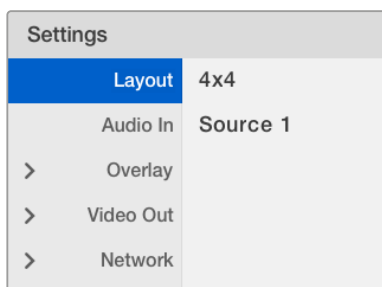 Settings
Layout 4x4
Audio In Source 1
Overlay
Video Out
Network